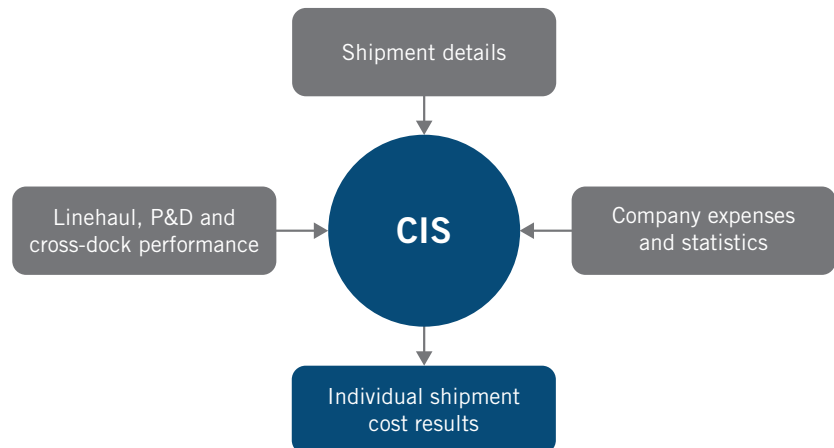 Shipment details
Linehaul, P&D and
cross-dock performance
CIS
Company expenses
and statistics
Individual shipment
cost results